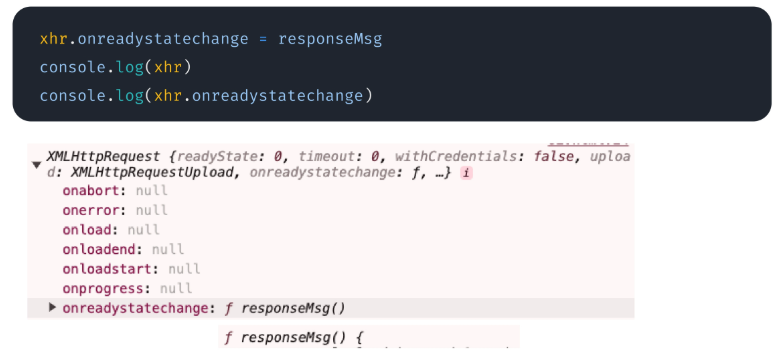 xhr.onreadystatechange = responseMsg
console.log(xhr)
console.log(xhr.onreadystatechange)
XMLHttpRequest {readyState: 0, timeout: 0, withCredentials: false, uploa
d: XMLHttpRequestUpload, onreadystatechange: ƒ, …} i
onabort: null
onerror: null
onload: null
onloadend: null
onloadstart: null
onprogress: null
onreadystatechange: ƒ responseMsg()
ƒ responseMsg() {